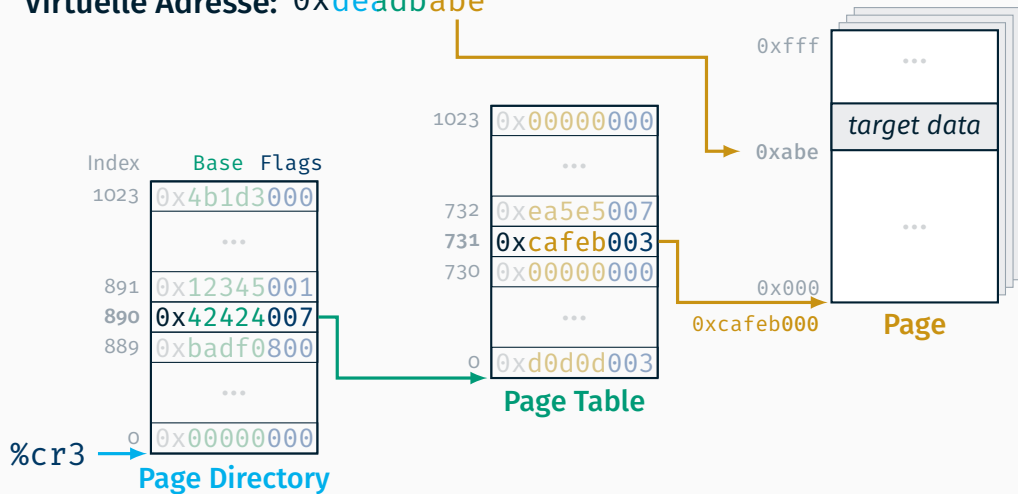 Virtuelle Adresse: 0xdeadbabe
Index Base Flags
1023 0x4b1d3000
...
891 0x12345001
890 0x42424007
889 0xbadf0800
...
0 0x00000000
%cr3
Page Directory
1023 0x00000000
...
732 0xea5e5007
731 0xcafeb003
730 0x00000000
...
0 0xd0d0d003
Page Table
0xfff
...
target data
0xabe
...
0x000
0xcafeb000
Page